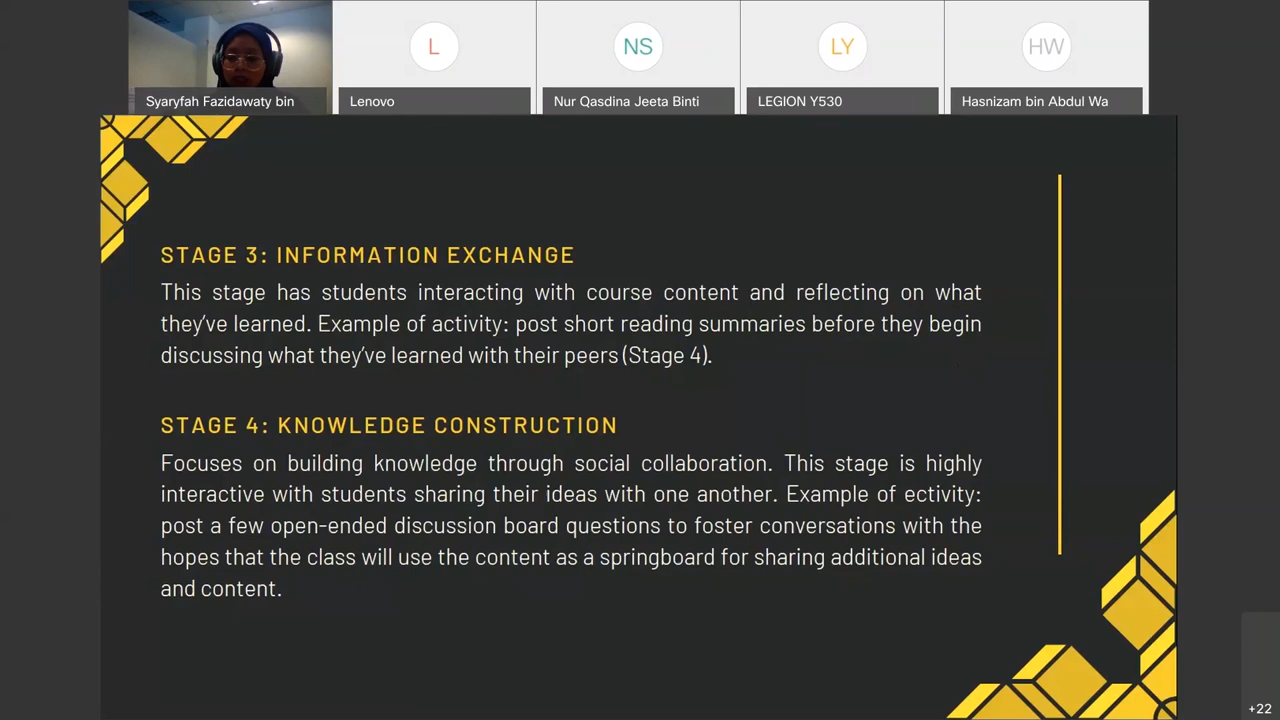 Syaryfah Fazidawaty bin
L
Lenovo
NS
Nur Qasdina Jeeta Binti
LY
LEGION Y530
HW
Hasnizam bin Abdul Wa
STAGE 3: INFORMATION EXCHANGE
This stage has students interacting with course content and reflecting on what
they've learned. Example of activity: post short reading summaries before they begin
discussing what they've learned with their peers (Stage 4).
STAGE 4: KNOWLEDGE CONSTRUCTION
Focuses on building knowledge through social collaboration. This stage is highly
interactive with students sharing their ideas with one another. Example of ectivity:
post a few open-ended discussion board questions to foster conversations with the
hopes that the class will use the content as a springboard for sharing additional ideas
and content.
+22